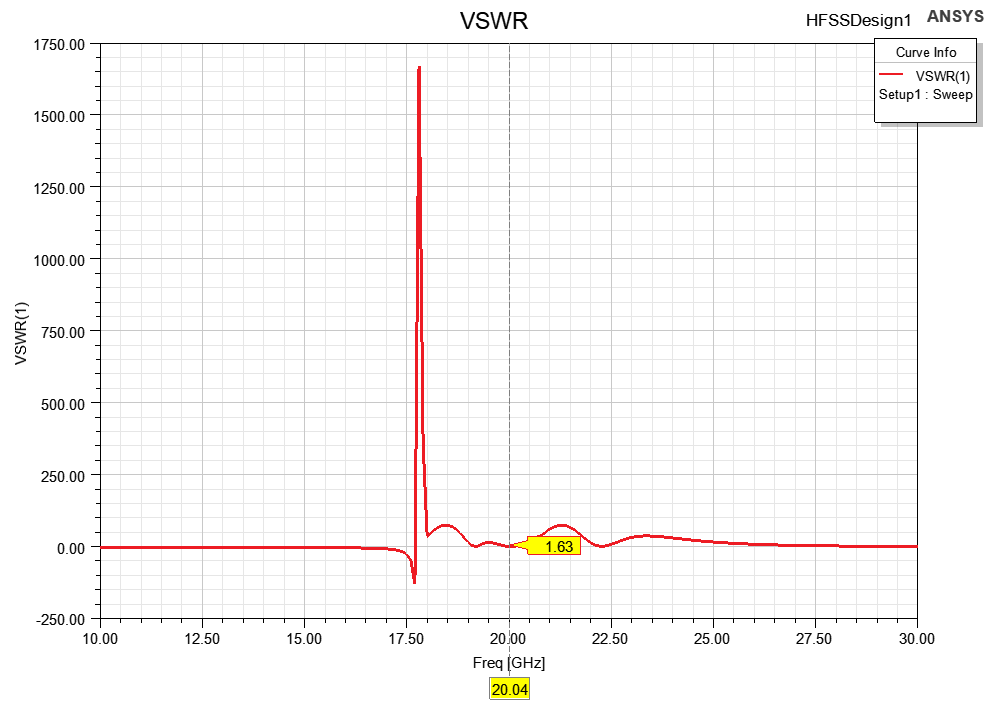 VSWR
HFSSDesign1
ANSYS
Curve Info
VSWR(1)
Setup1 : Sweep
1750.00
1500.00
1250.00
1000.00
750.00
500.00
250.00
0.00
-250.00
VSWR(1)
1.63
10.00
12.50
15.00
17.50
20.00
22.50
25.00
27.50
30.00
Freq [GHz]
20.04